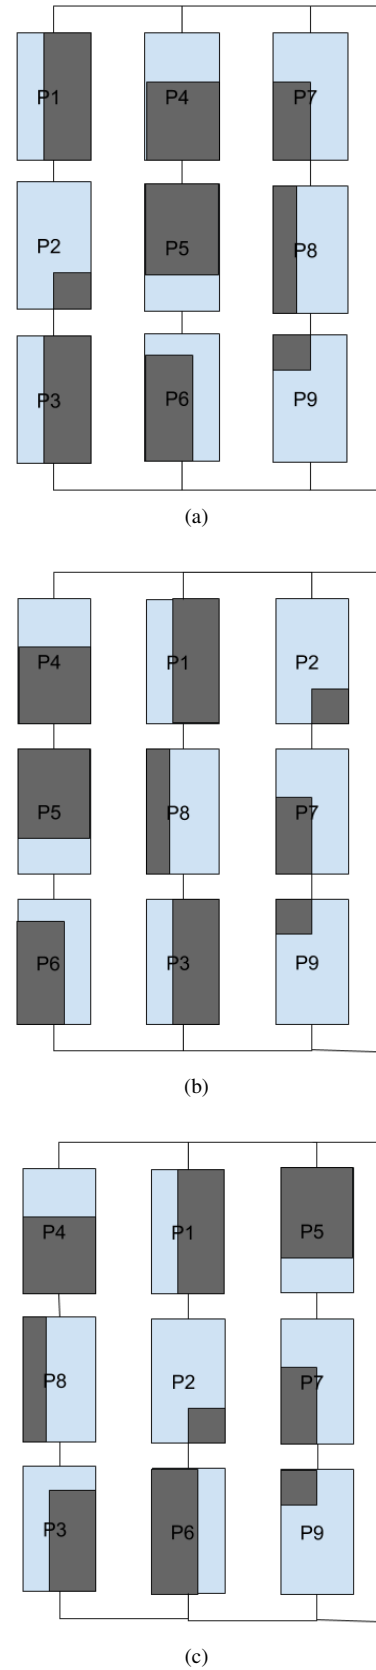 P1 P4 P7
P2 P5 P8
P3 P6 P9
(a)
P4 P1 P2
P5 P8 P7
P6 P3 P9
(b)
P4 P1 P5
P8 P2 P7
P3 P6 P9
(c)